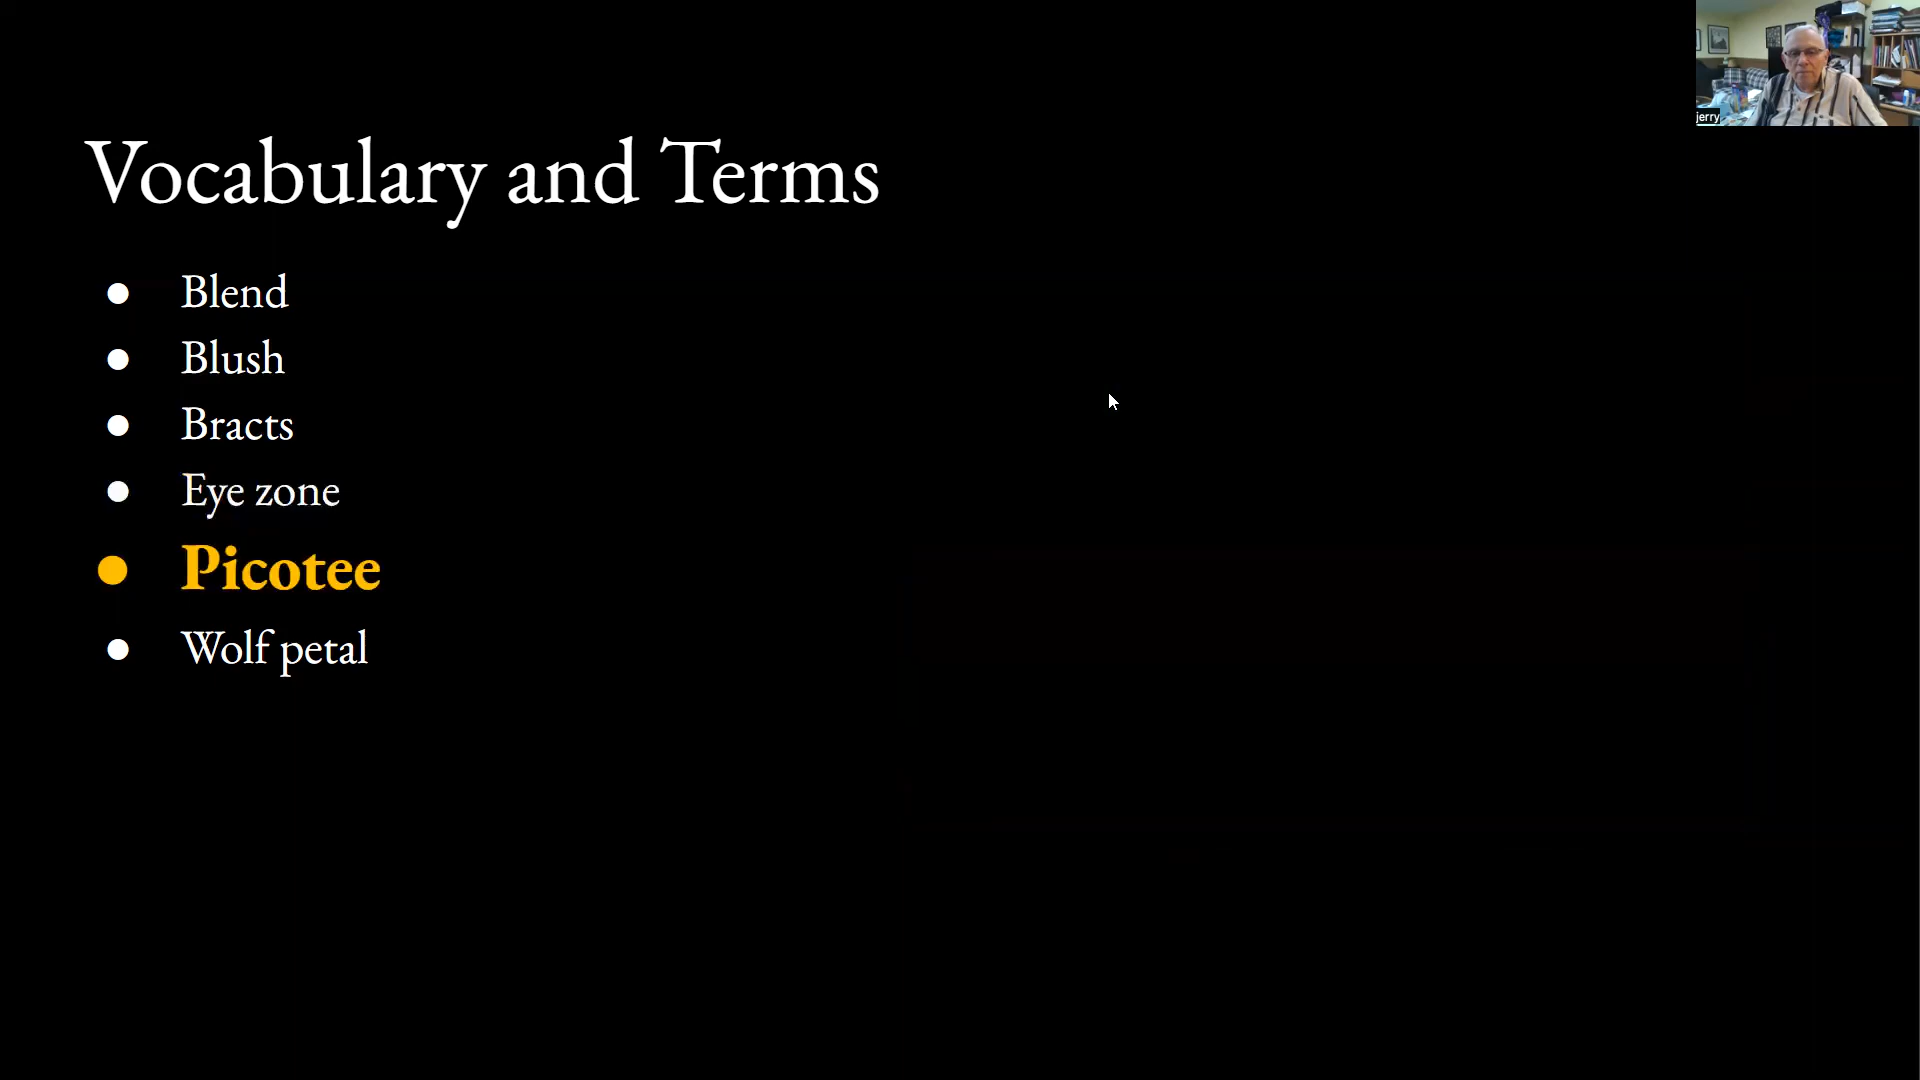 Vocabulary and Terms
Blend
Blush
Bracts
Eye zone
Picotee
Wolf petal
jerry